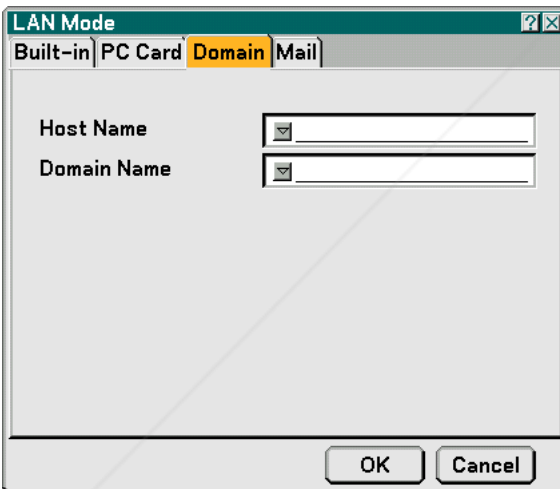 LAN Mode ?
Built-in PC Card Domain Mail
Host Name
Domain Name
OK Cancel